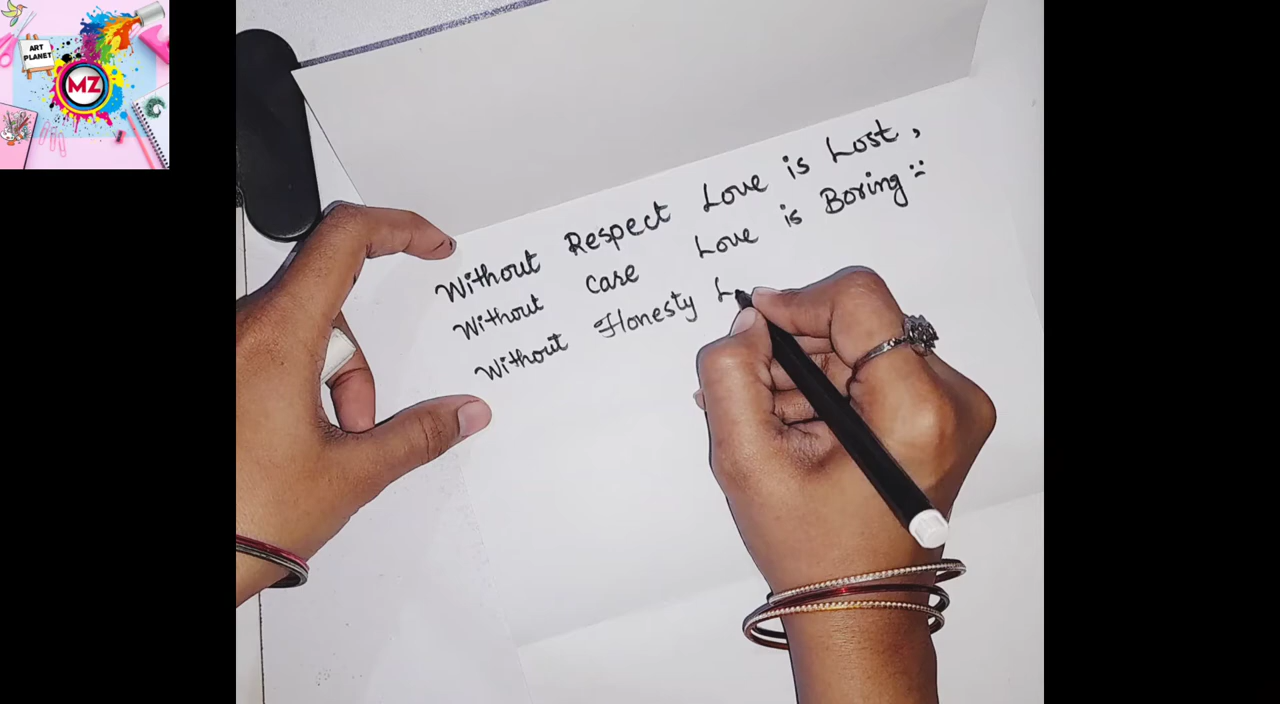 ART
PLANET
MZ
Without Respect Love is Lost,
Without Care Love is Boring
Without Honesty L